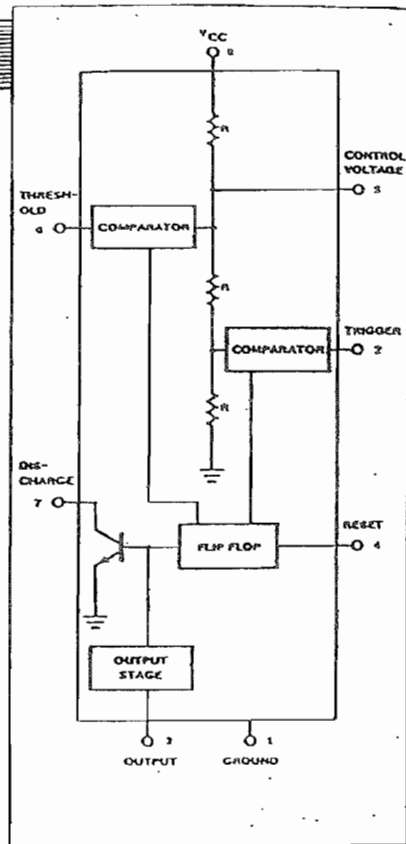 VCC
8
R
CONTROL
VOLTAGE
5
THRESH-
OLD
6
COMPARATOR
R
TRIGGER
COMPARATOR
2
R
DIS-
CHARGE
7
RESET
FLIP FLOP
4
OUTPUT
STAGE
3
1
OUTPUT
GROUND